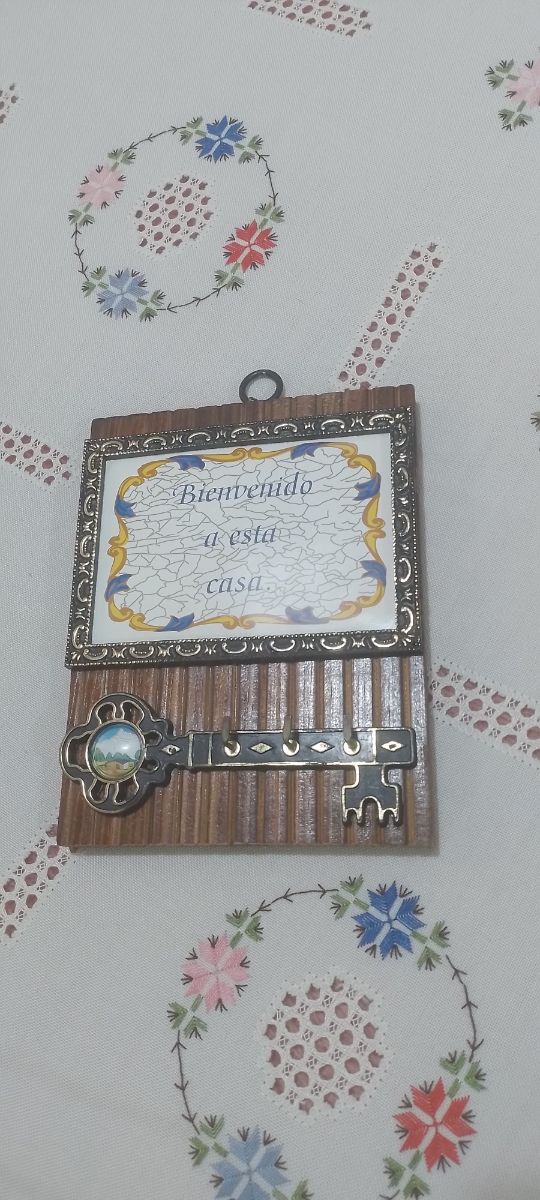 Bienvenido
a esta
casa.